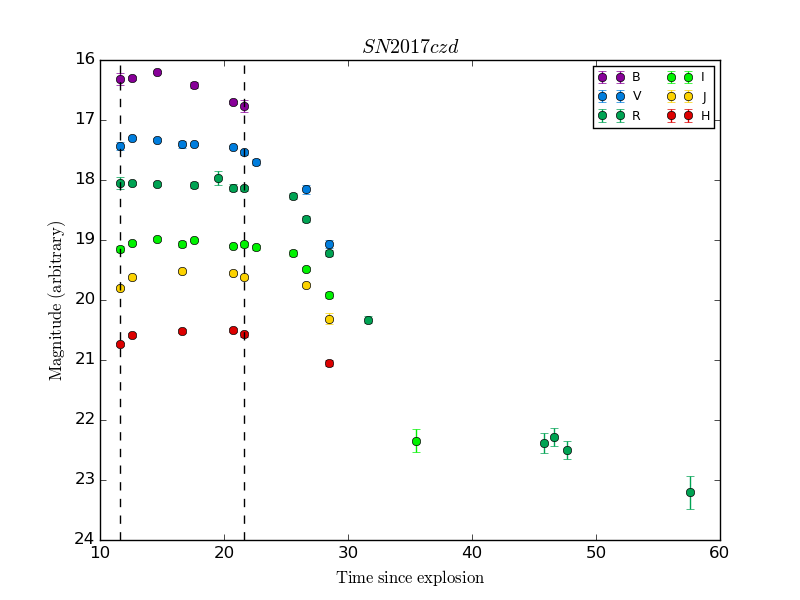 SN2017czd
B I
V J
R H
16
17
18
19
20
21
22
23
24
Magnitude (arbitrary)
10 20 30 40 50 60
Time since explosion